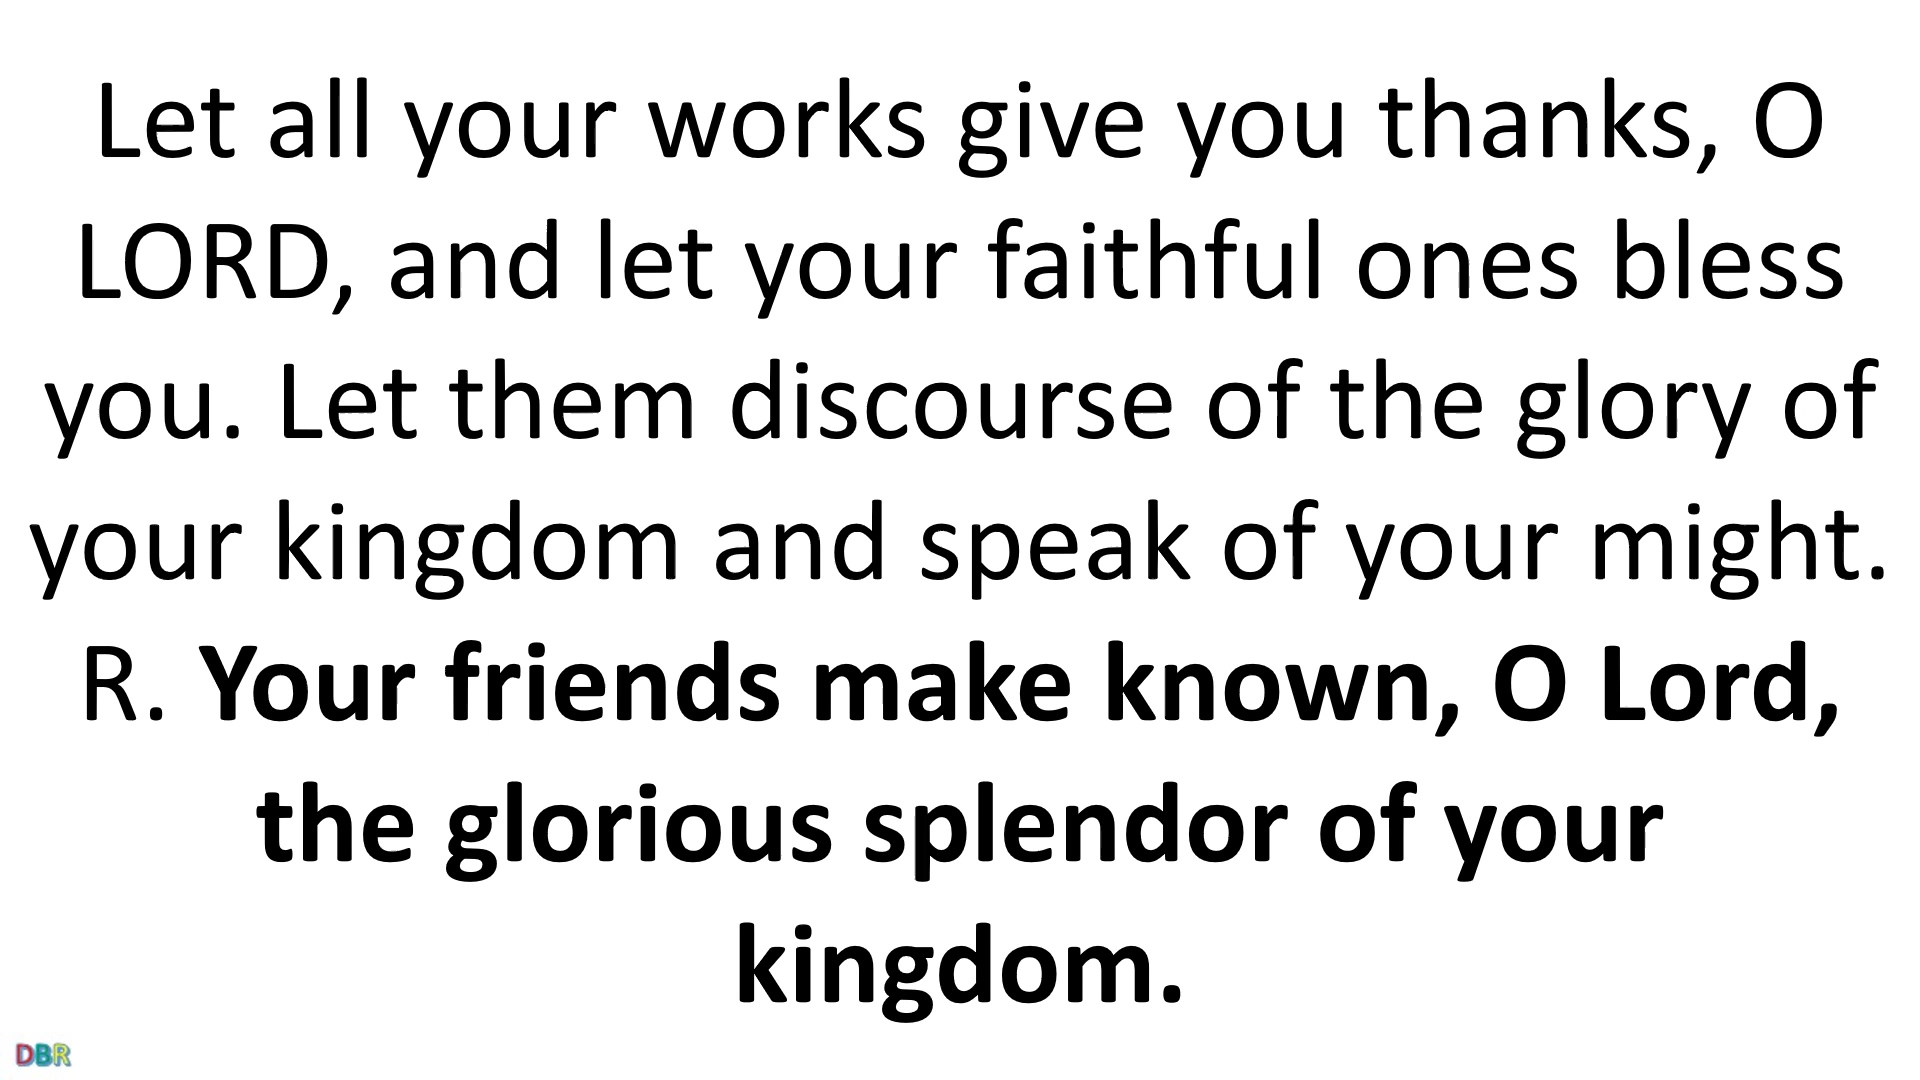 Let all your works give you thanks, O
LORD, and let your faithful ones bless
you. Let them discourse of the glory of
your kingdom and speak of your might.
R. Your friends make known, O Lord,
the glorious splendor of your
kingdom.
DBR